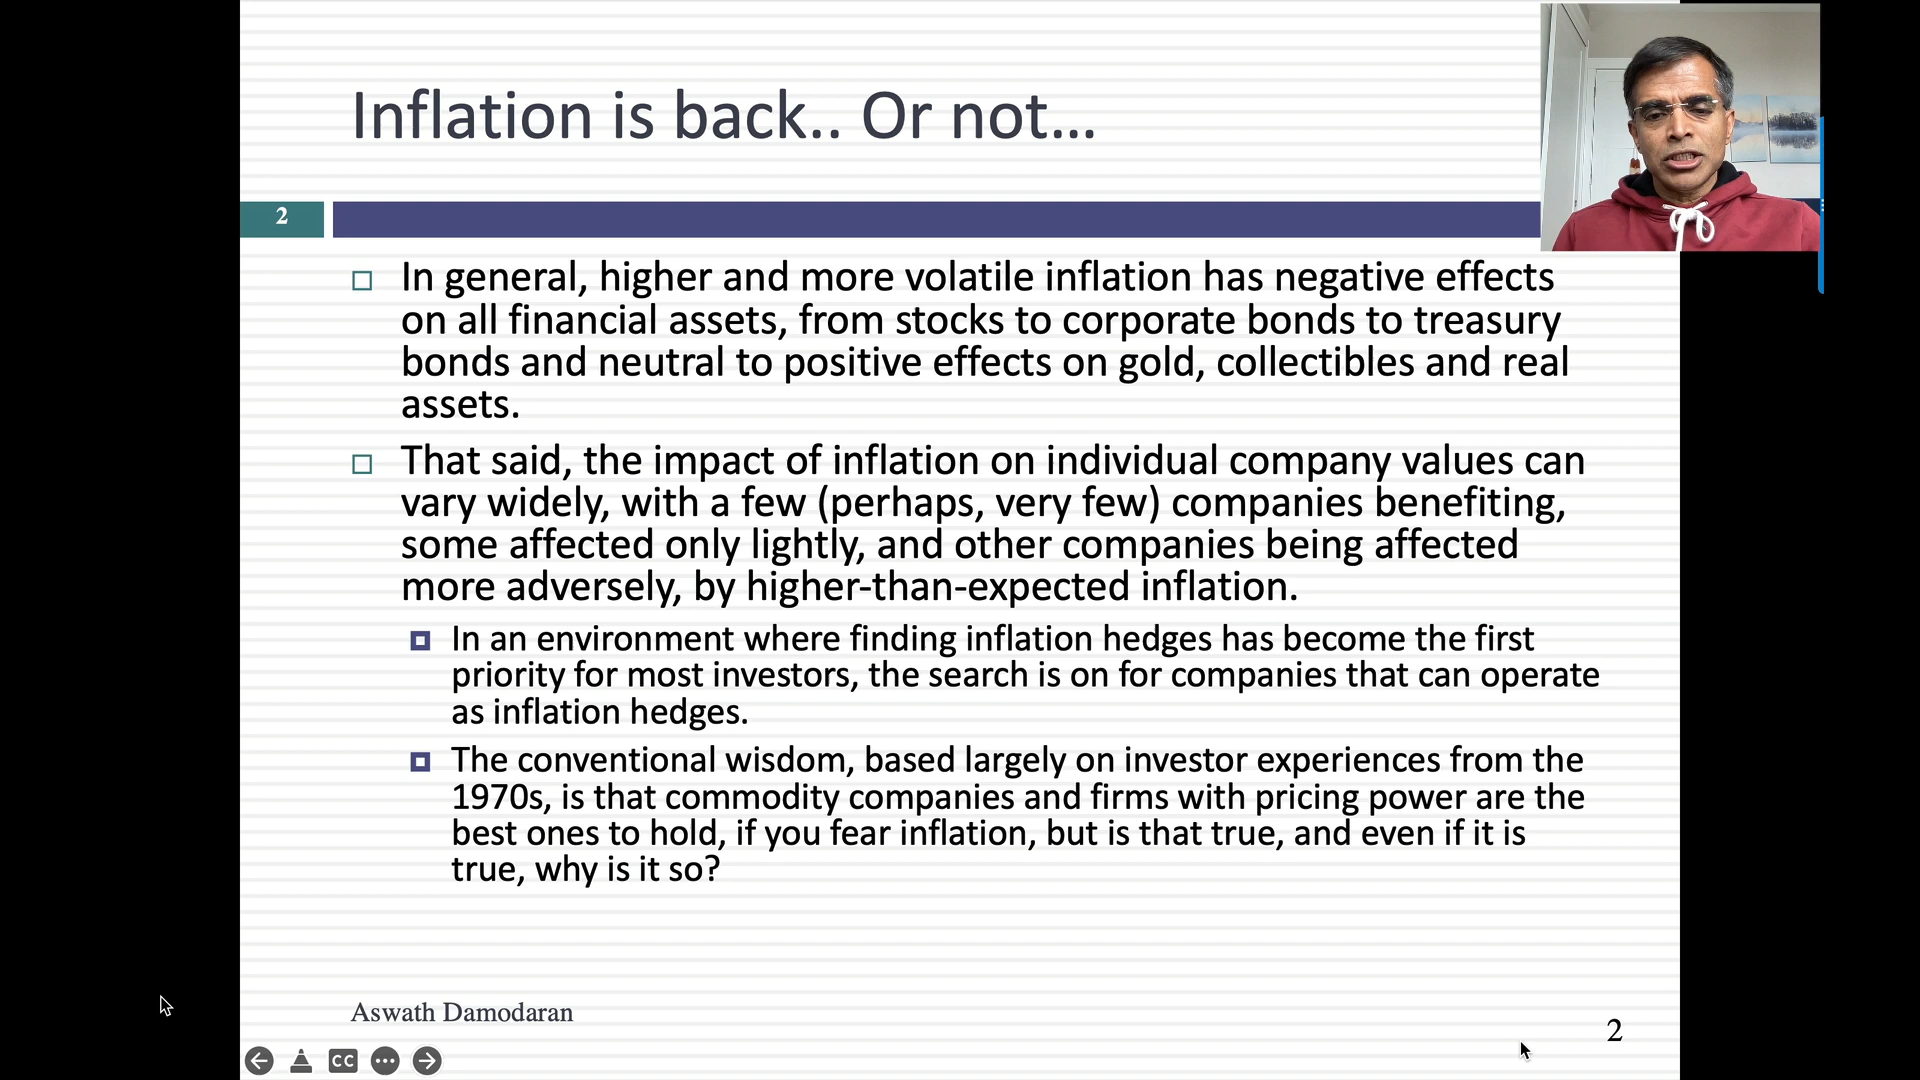 Inflation is back.. Or not...
2
In general, higher and more volatile inflation has negative effects
on all financial assets, from stocks to corporate bonds to treasury
bonds and neutral to positive effects on gold, collectibles and real
assets.
That said, the impact of inflation on individual company values can
vary widely, with a few (perhaps, very few) companies benefiting,
some affected only lightly, and other companies being affected
more adversely, by higher-than-expected inflation.
In an environment where finding inflation hedges has become the first
priority for most investors, the search is on for companies that can operate
as inflation hedges.
The conventional wisdom, based largely on investor experiences from the
1970s, is that commodity companies and firms with pricing power are the
best ones to hold, if you fear inflation, but is that true, and even if it is
true, why is it so?
Aswath Damodaran
2
CC